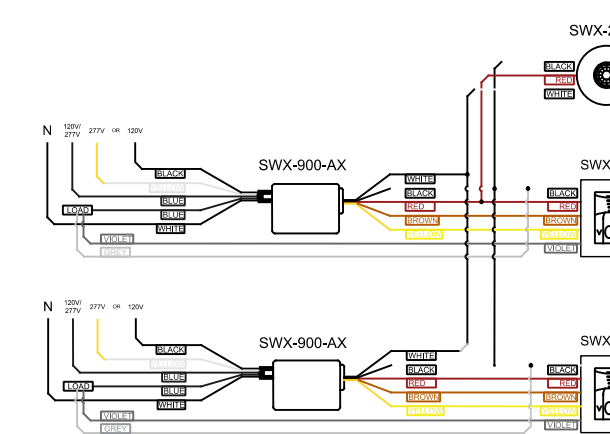 SWX-2
BLACK
RED
WHITE
N 120V/ 277V 277V OR 120V
SWX-900-AX
SWX
BLACK
YELLOW
BLUE
LOAD
BLUE
WHITE
VIOLET
GREY
WHITE
BLACK
RED
BROWN
YELLOW
BLACK
RED
BROWN
YELLOW
VIOLET
N 120V/ 277V 277V OR 120V
SWX-900-AX
SWX
BLACK
YELLOW
BLUE
LOAD
BLUE
WHITE
VIOLET
GREY
WHITE
BLACK
RED
BROWN
YELLOW
BLACK
RED
BROWN
YELLOW
VIOLET